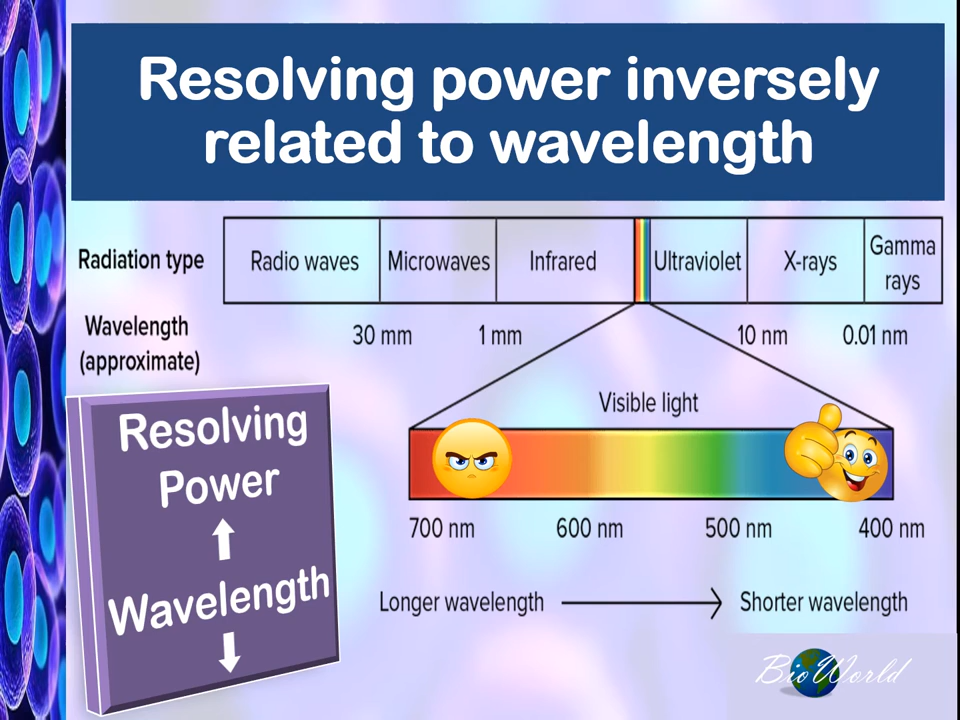 Resolving power inversely
related to wavelength
Radiation type
Radio waves
Microwaves
Infrared
Ultraviolet
X-rays
Gamma
rays
Wavelength
(approximate)
30 mm
1 mm
10 nm
0.01 nm
Visible light
700 nm
600 nm
500 nm
400 nm
Longer wavelength
Shorter wavelength
Resolving
Power
Wavelength
BioWorld